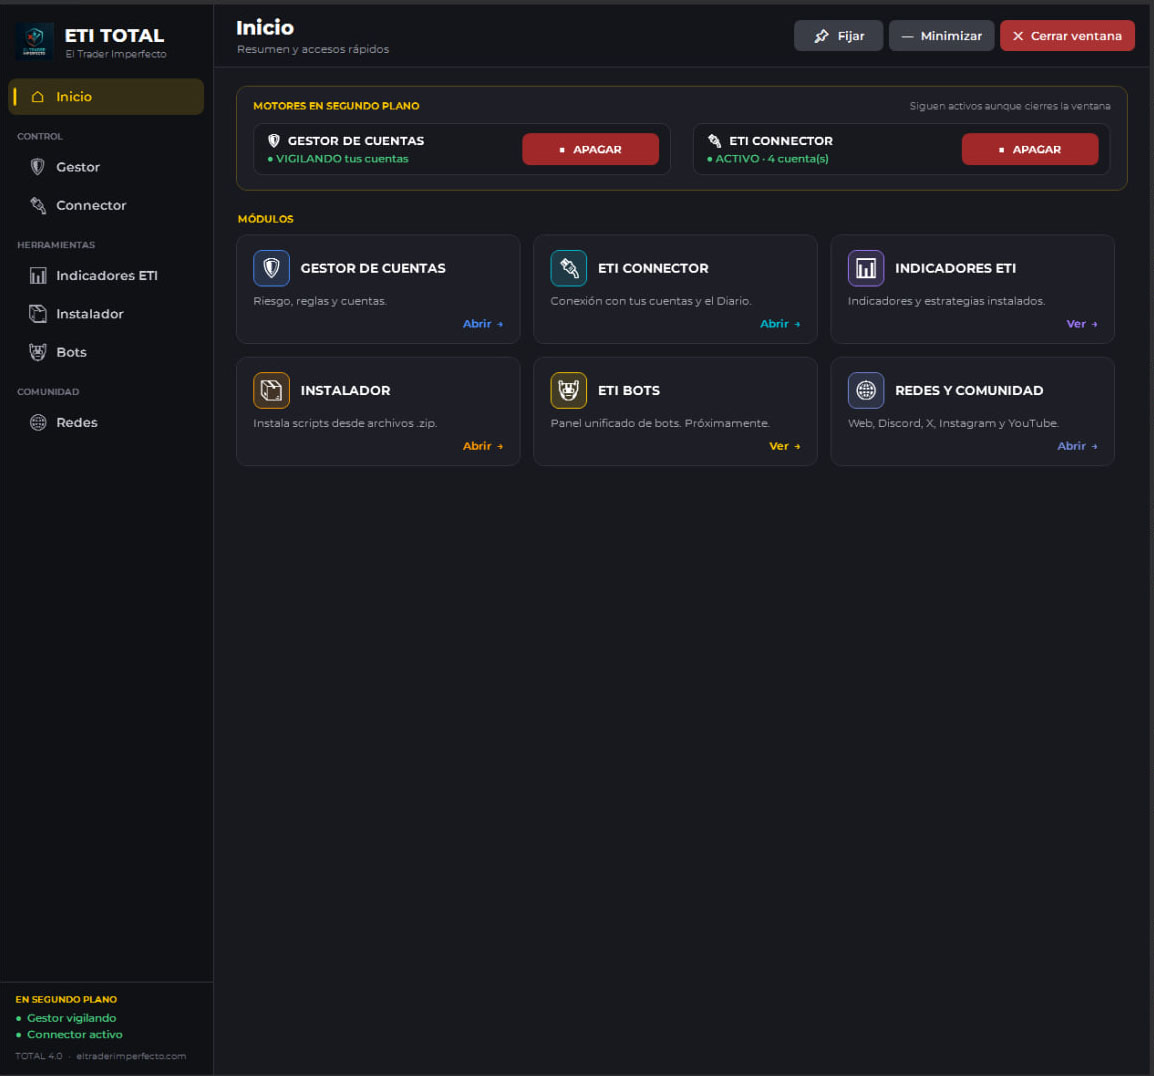 ETI TOTAL
El Trader Imperfecto
Inicio
CONTROL
Gestor
Connector
HERRAMIENTAS
Indicadores ETI
Instalador
Bots
COMUNIDAD
Redes
EN SEGUNDO PLANO
● Gestor vigilando
● Connector activo
TOTAL 4.0 · eltraderimperfecto.com
Inicio
Resumen y accesos rápidos
Fijar
— Minimizar
✕ Cerrar ventana
MOTORES EN SEGUNDO PLANO
Siguen activos aunque cierres la ventana
GESTOR DE CUENTAS
● VIGILANDO tus cuentas
■ APAGAR
ETI CONNECTOR
● ACTIVO · 4 cuenta(s)
■ APAGAR
MÓDULOS
GESTOR DE CUENTAS
Riesgo, reglas y cuentas.
Abrir →
ETI CONNECTOR
Conexión con tus cuentas y el Diario.
Abrir →
INDICADORES ETI
Indicadores y estrategias instalados.
Ver →
INSTALADOR
Instala scripts desde archivos .zip.
Abrir →
ETI BOTS
Panel unificado de bots. Próximamente.
Ver →
REDES Y COMUNIDAD
Web, Discord, X, Instagram y YouTube.
Abrir →